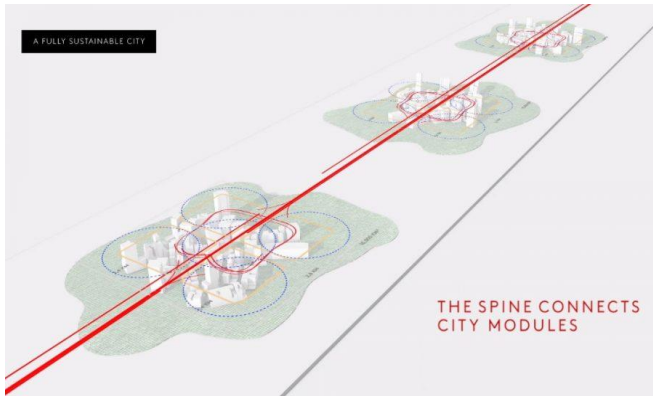 A FULLY SUSTAINABLE CITY
THE SPINE CONNECTS
CITY MODULES